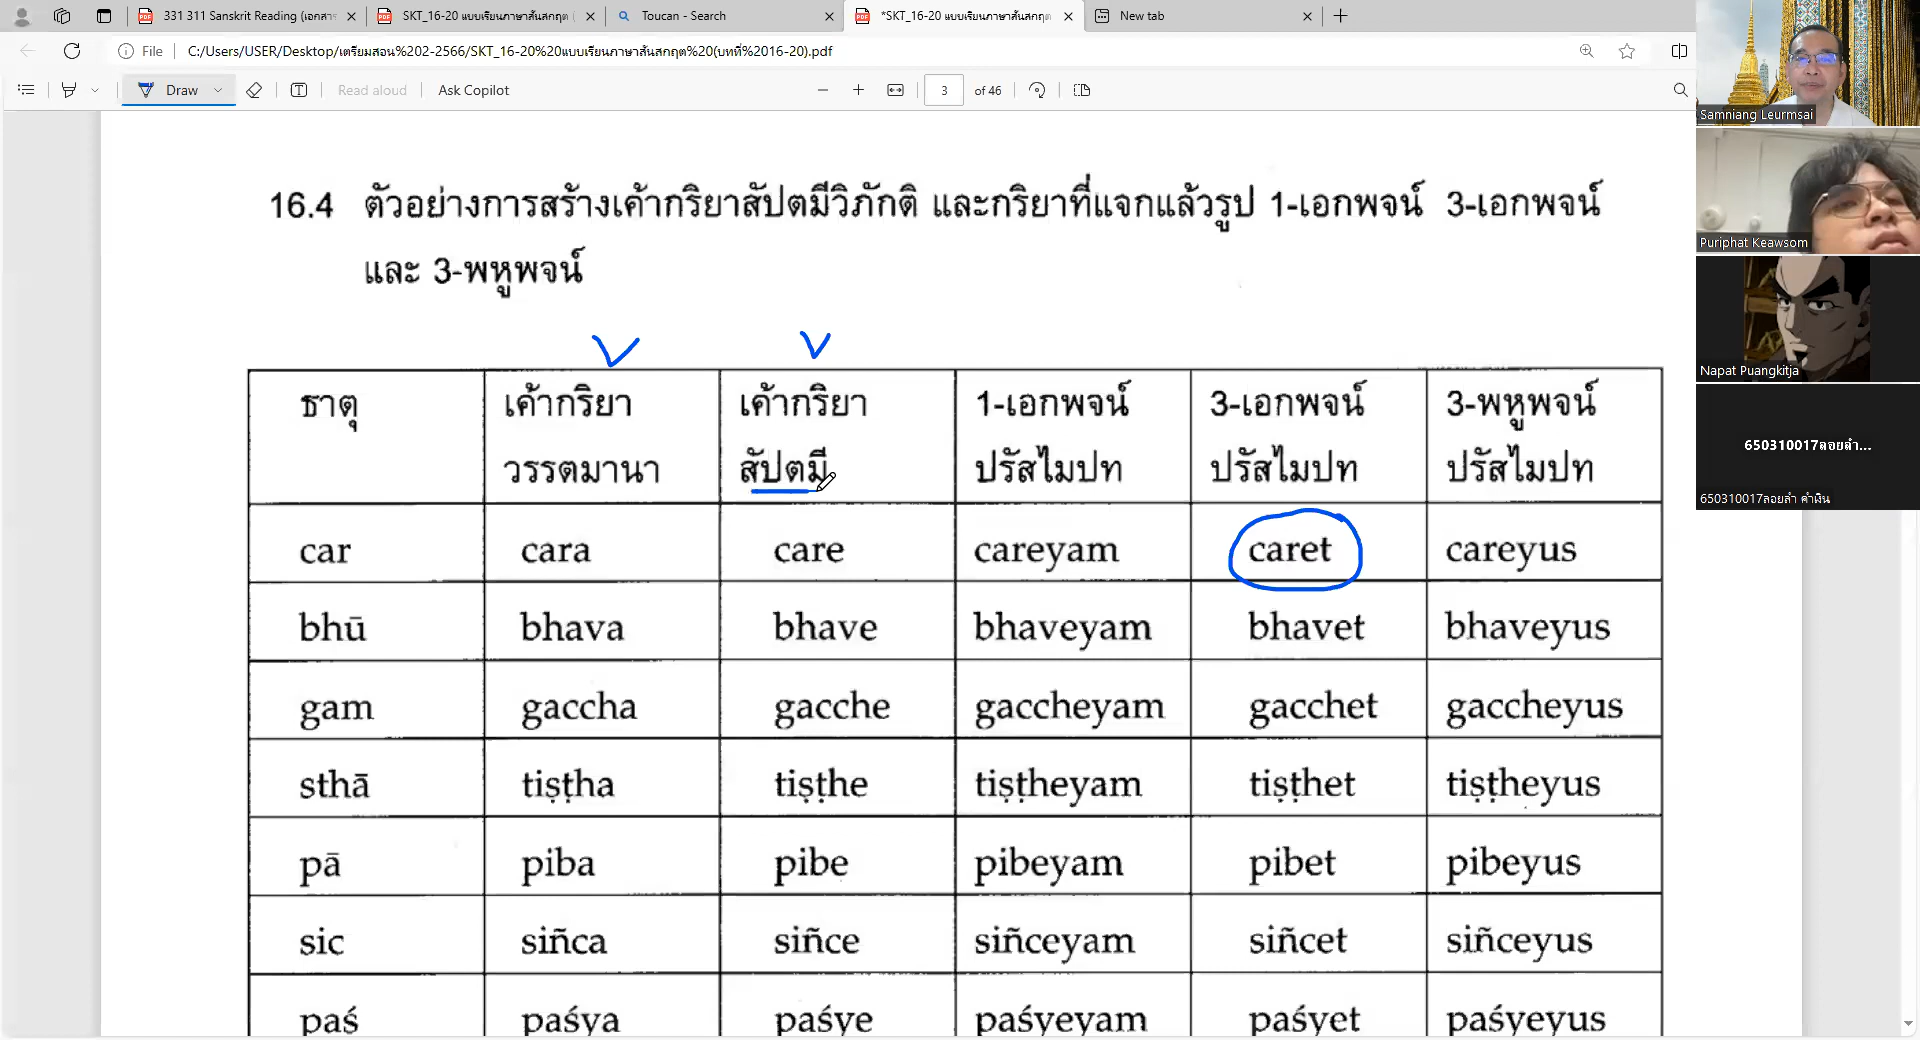 331 311 Sanskrit Reading (เอกสาร
SKT_16-20 แบบเรียนภาษาสันสกฤต (
Toucan - Search
*SKT_16-20 แบบเรียนภาษาสันสกฤต
New tab
File
C:/Users/USER/Desktop/เตรียมสอน%202-2566/SKT_16-20%20แบบเรียนภาษาสันสกฤต%20(บทที่%2016-20).pdf
Draw
Read aloud
Ask Copilot
3
of 46
16.4 ตัวอย่างการสร้างเค้ากริยาสัปตมีวิภักติ และกริยาที่แจกแล้วรูป 1-เอกพจน์ 3-เอกพจน์
และ 3-พหูพจน์
ธาตุ เค้ากริยา เค้ากริยา 1-เอกพจน์ 3-เอกพจน์ 3-พหูพจน์
วรรตมานา สัปตมี ปรัสไมปท ปรัสไมปท ปรัสไมปท
car cara care careyam caret careyus
bhū bhava bhave bhaveyam bhavet bhaveyus
gam gaccha gacche gaccheyam gacchet gaccheyus
sthā tiṣṭha tiṣṭhe tiṣṭheyam tiṣṭhet tiṣṭheyus
pā piba pibe pibeyam pibet pibeyus
sic siñca siñce siñceyam siñcet siñceyus
paś paśya paśye paśyeyam paśyet paśyeyus
Samniang Leurmsai
Puriphat Keawsom
Napat Puangkitja
650310017ลอยลำ...
650310017ลอยลำ คำผิน